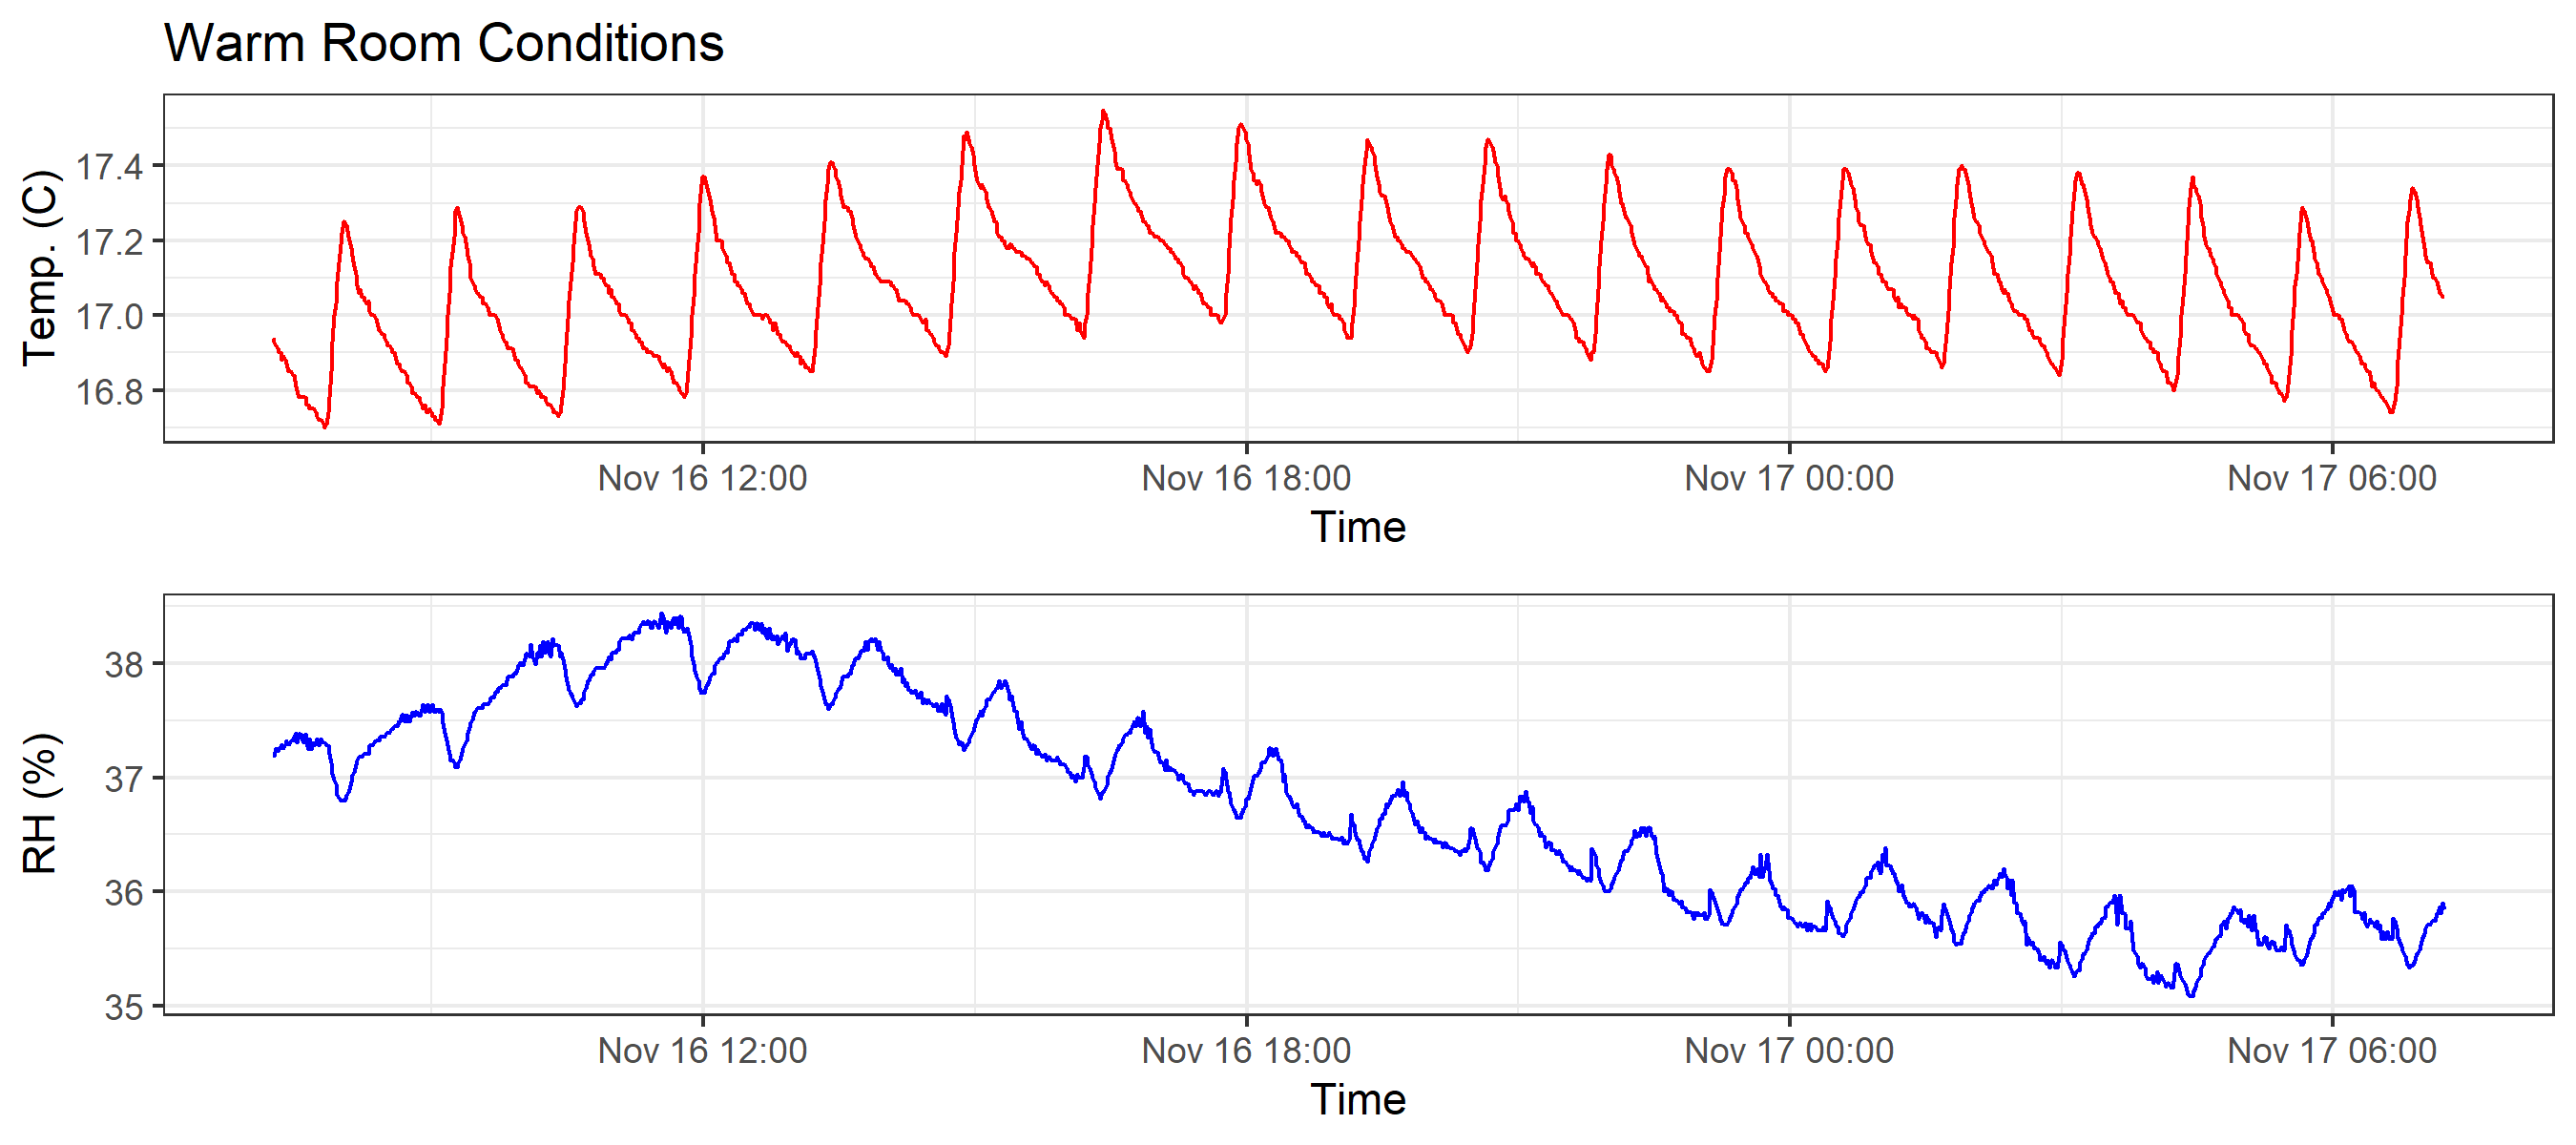 Warm Room Conditions
Temp. (C)
17.4
17.2
17.0
16.8
Nov 16 12:00 Nov 16 18:00 Nov 17 00:00 Nov 17 06:00
Time
RH (%)
38
37
36
35
Nov 16 12:00 Nov 16 18:00 Nov 17 00:00 Nov 17 06:00
Time